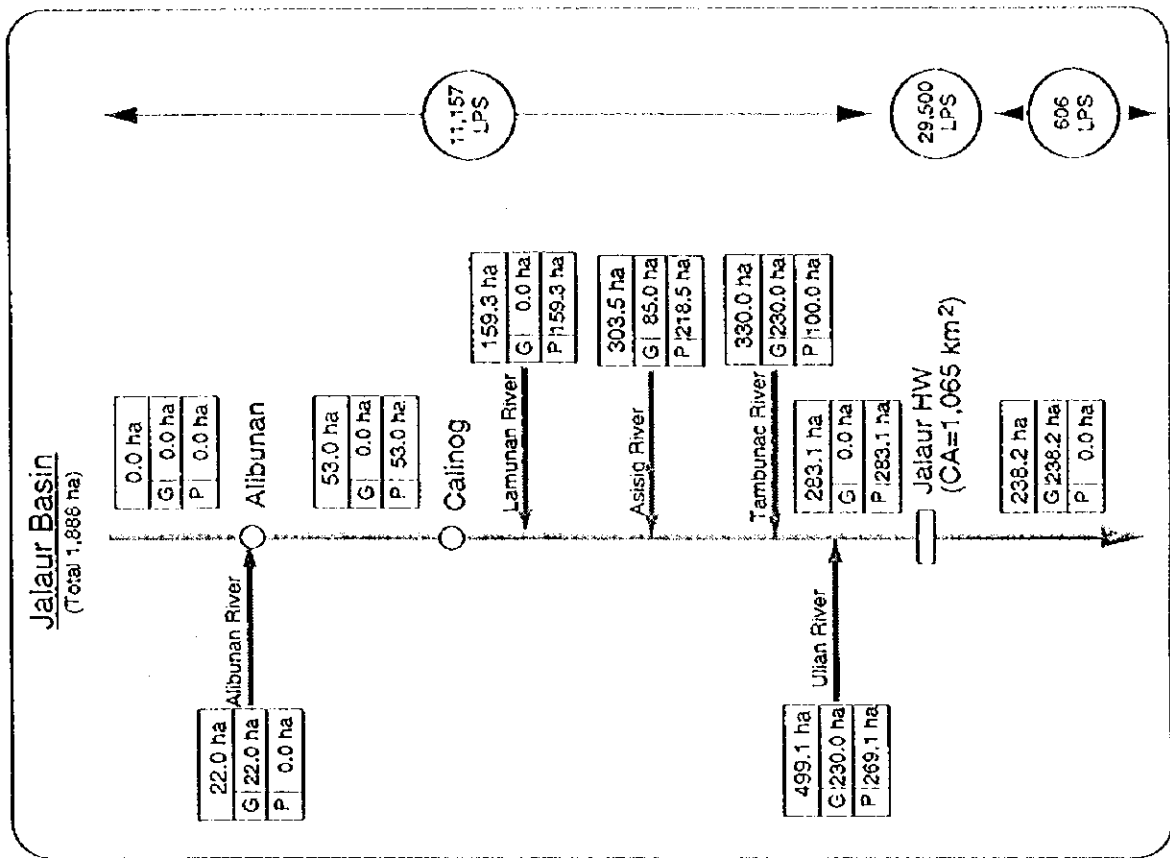 Jalaur Basin
(Total 1,888 ha)
0.0 ha
G 0.0 ha
P 0.0 ha
Alibunan
22.0 ha
G 22.0 ha
P 0.0 ha
Alibunan River
53.0 ha
G 0.0 ha
P 53.0 ha
Calinog
159.3 ha
G 0.0 ha
P 159.3 ha
Lamunan River
303.5 ha
G 85.0 ha
P 218.5 ha
Asisig River
330.0 ha
G 230.0 ha
P 100.0 ha
Tambunac River
499.1 ha
G 230.0 ha
P 269.1 ha
Ulian River
283.1 ha
G 0.0 ha
P 283.1 ha
Jalaur HW
(CA=1,065 km²)
238.2 ha
G 238.2 ha
P 0.0 ha
11,157
LPS
29,500
LPS
606
LPS